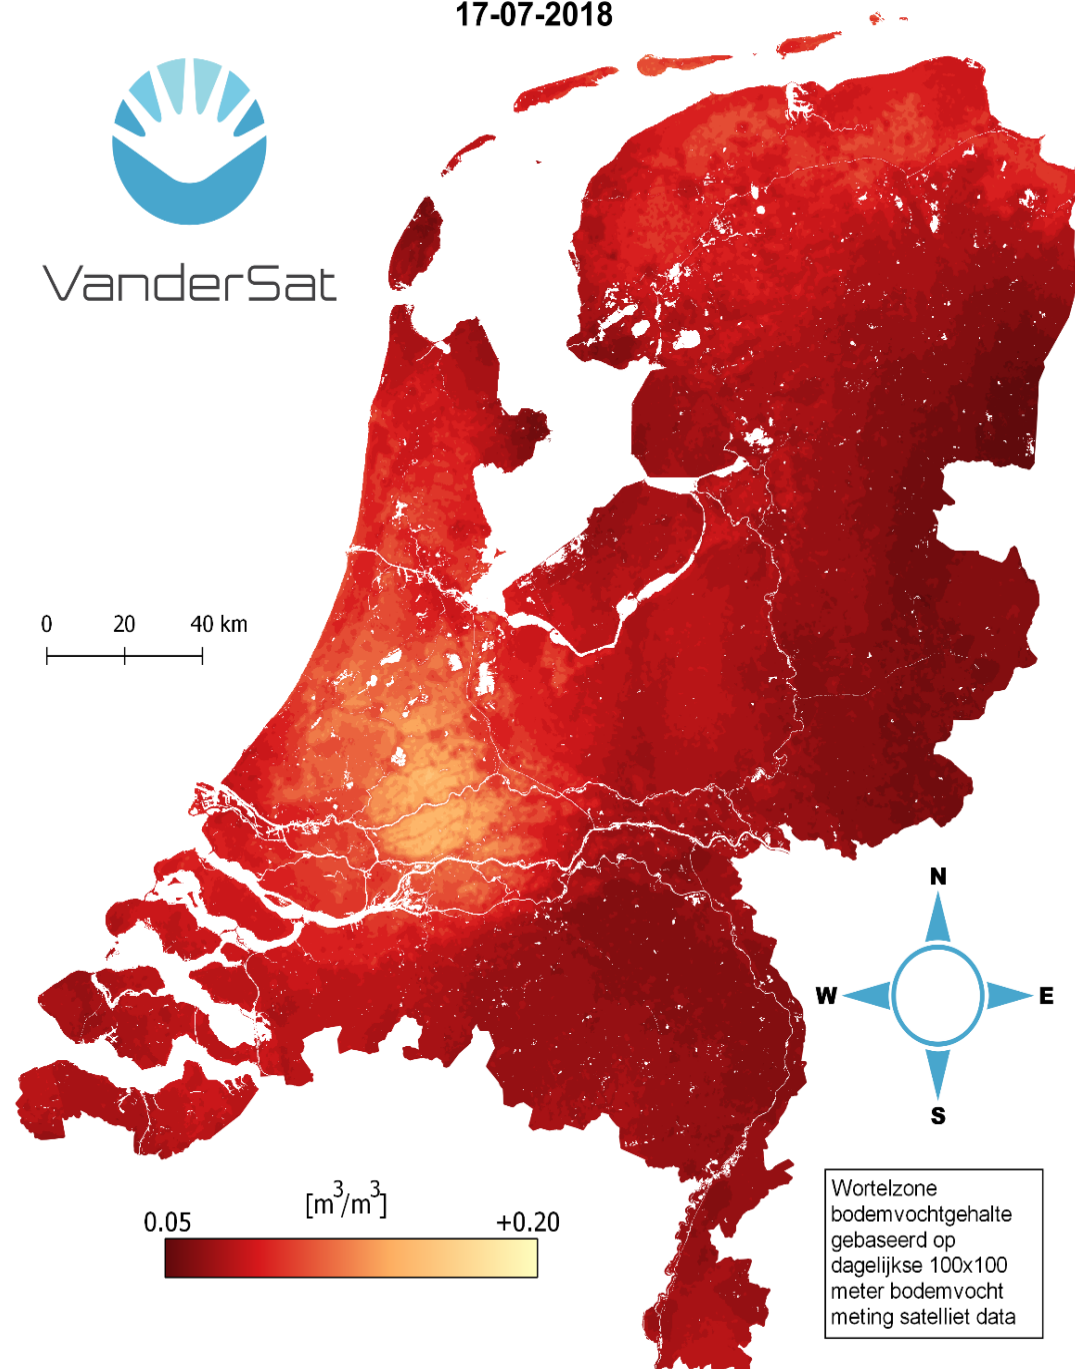 17-07-2018
VanderSat
0 20 40 km
N
W E
S
[m³/m³]
0.05 +0.20
Wortelzone
bodemvochtgehalte
gebaseerd op
dagelijkse 100x100
meter bodemvocht
meting satelliet data